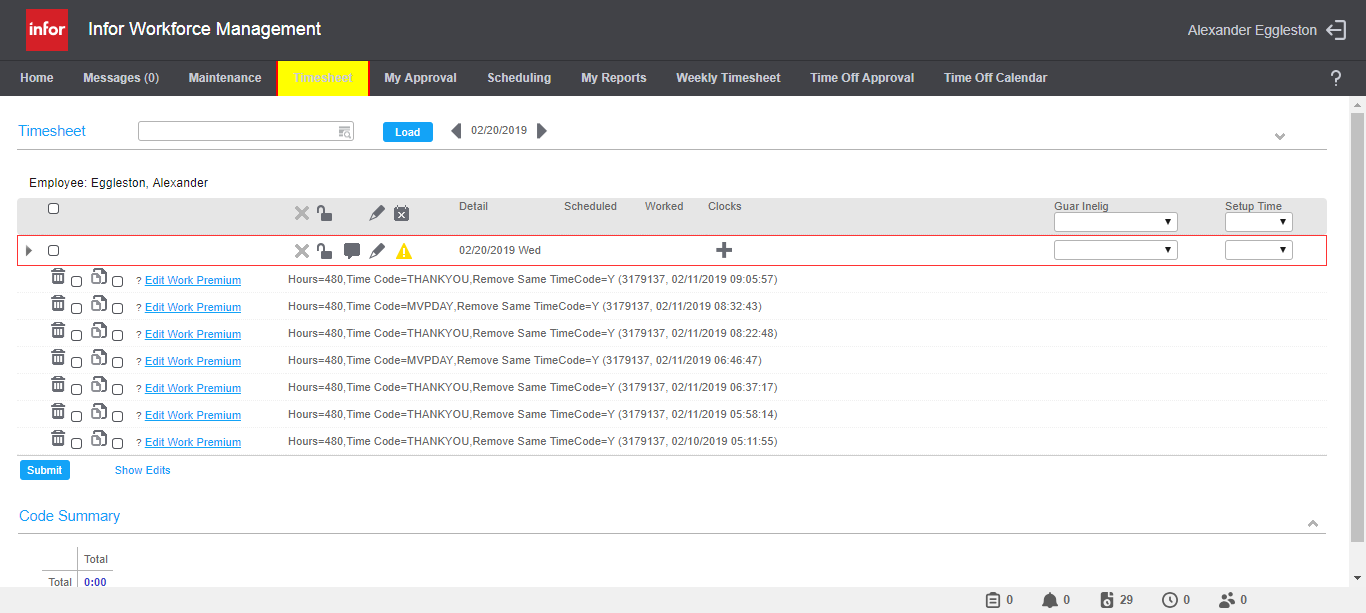 infor Infor Workforce Management Alexander Eggleston
Home Messages (0) Maintenance Timesheet My Approval Scheduling My Reports Weekly Timesheet Time Off Approval Time Off Calendar ?
Timesheet Load 02/20/2019
Employee: Eggleston, Alexander
Detail Scheduled Worked Clocks Guar Inelig Setup Time
02/20/2019 Wed
? Edit Work Premium Hours=480,Time Code=THANKYOU,Remove Same TimeCode=Y (3179137, 02/11/2019 09:05:57)
? Edit Work Premium Hours=480,Time Code=MVPDAY,Remove Same TimeCode=Y (3179137, 02/11/2019 08:32:43)
? Edit Work Premium Hours=480,Time Code=THANKYOU,Remove Same TimeCode=Y (3179137, 02/11/2019 08:22:48)
? Edit Work Premium Hours=480,Time Code=MVPDAY,Remove Same TimeCode=Y (3179137, 02/11/2019 06:46:47)
? Edit Work Premium Hours=480,Time Code=THANKYOU,Remove Same TimeCode=Y (3179137, 02/11/2019 06:37:17)
? Edit Work Premium Hours=480,Time Code=THANKYOU,Remove Same TimeCode=Y (3179137, 02/11/2019 05:58:14)
? Edit Work Premium Hours=480,Time Code=THANKYOU,Remove Same TimeCode=Y (3179137, 02/10/2019 05:11:55)
Submit Show Edits
Code Summary
Total
Total 0:00
0 0 29 0 0